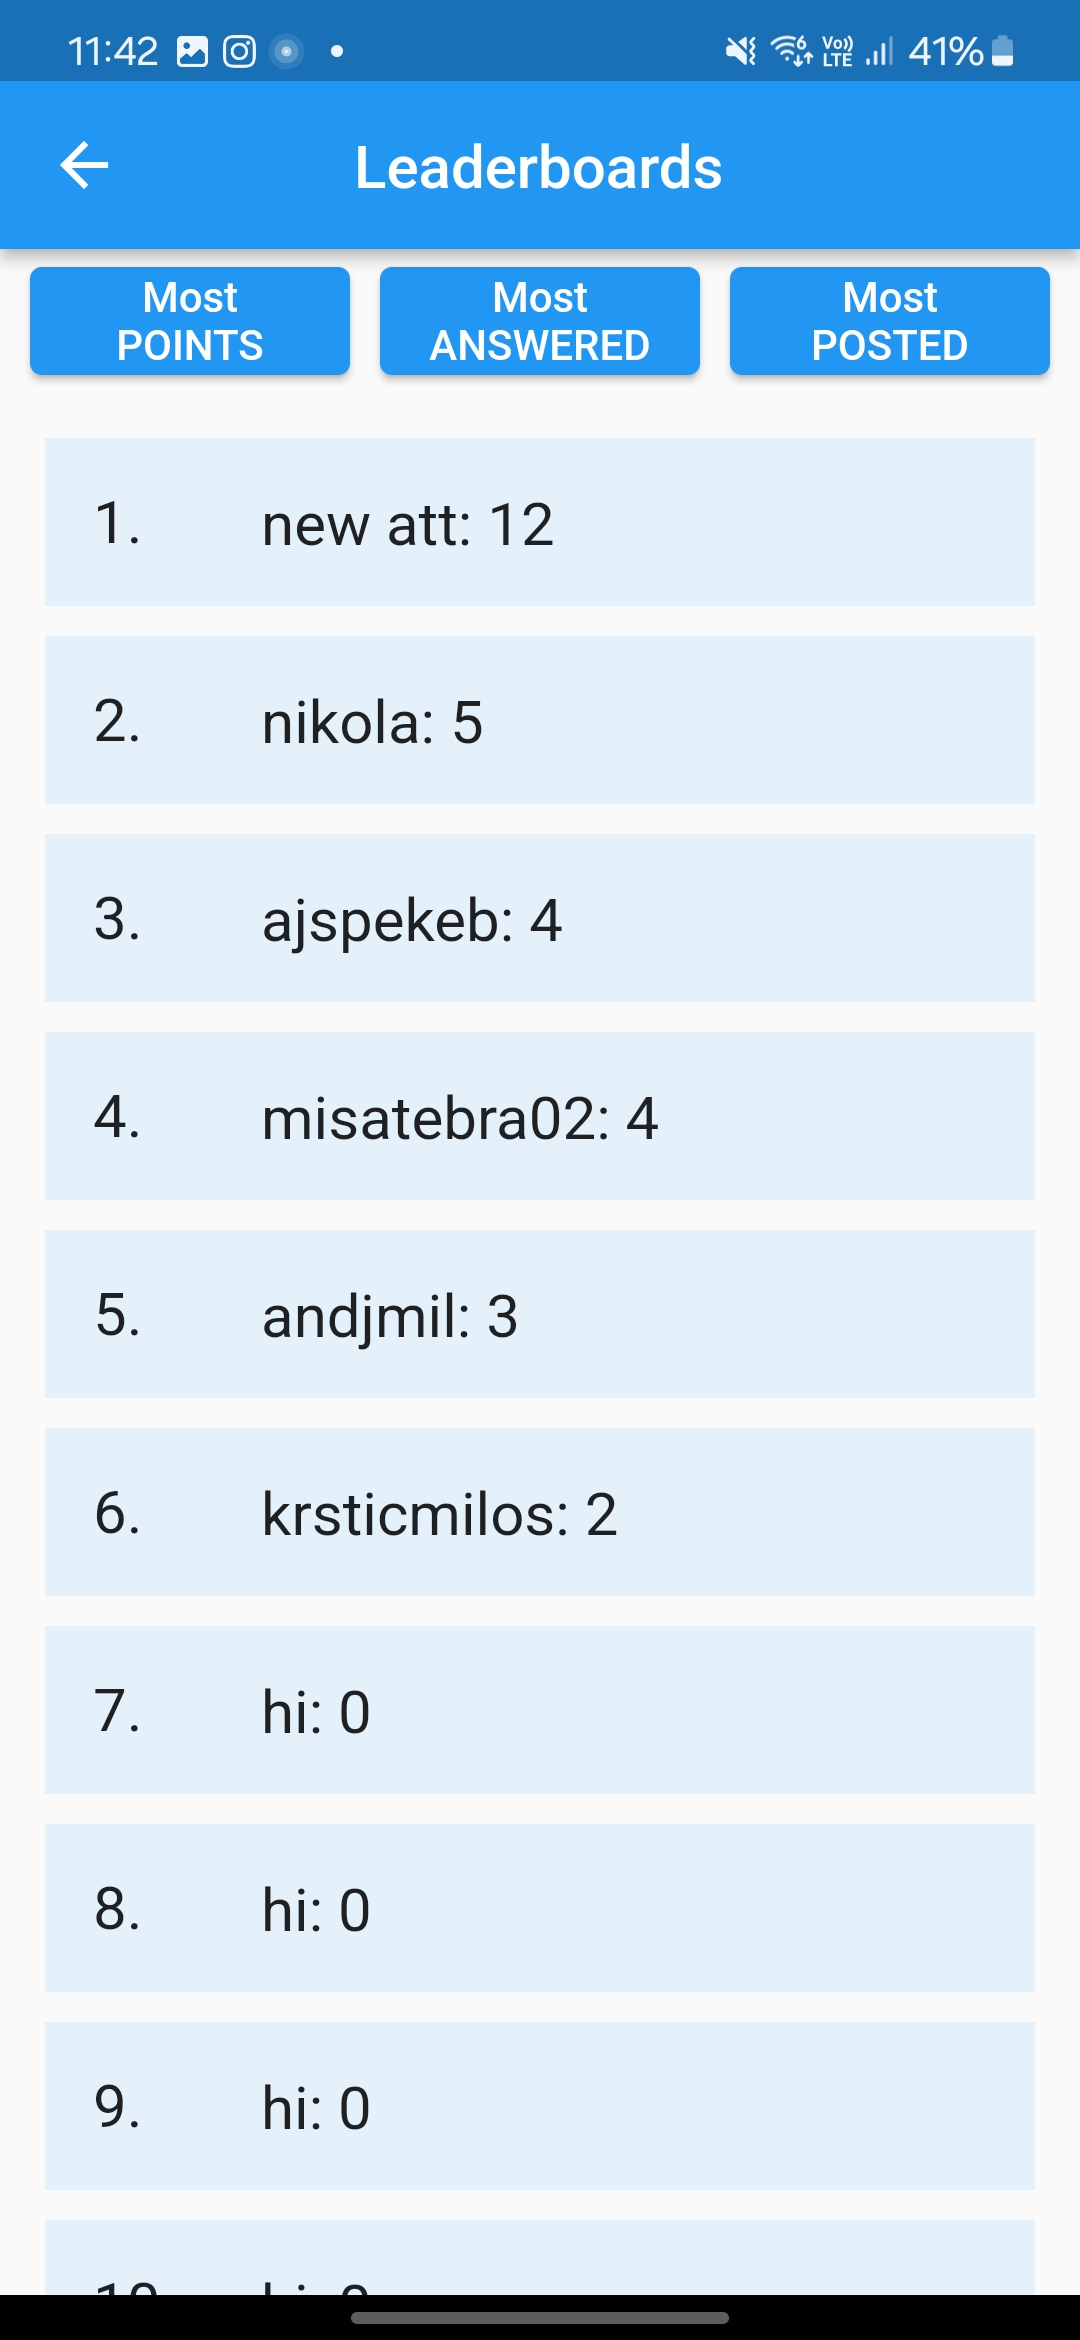 11:42 6 Vo)) LTE 41%
Leaderboards
Most
POINTS
Most
ANSWERED
Most
POSTED
1. new att: 12
2. nikola: 5
3. ajspekeb: 4
4. misatebra02: 4
5. andjmil: 3
6. krsticmilos: 2
7. hi: 0
8. hi: 0
9. hi: 0